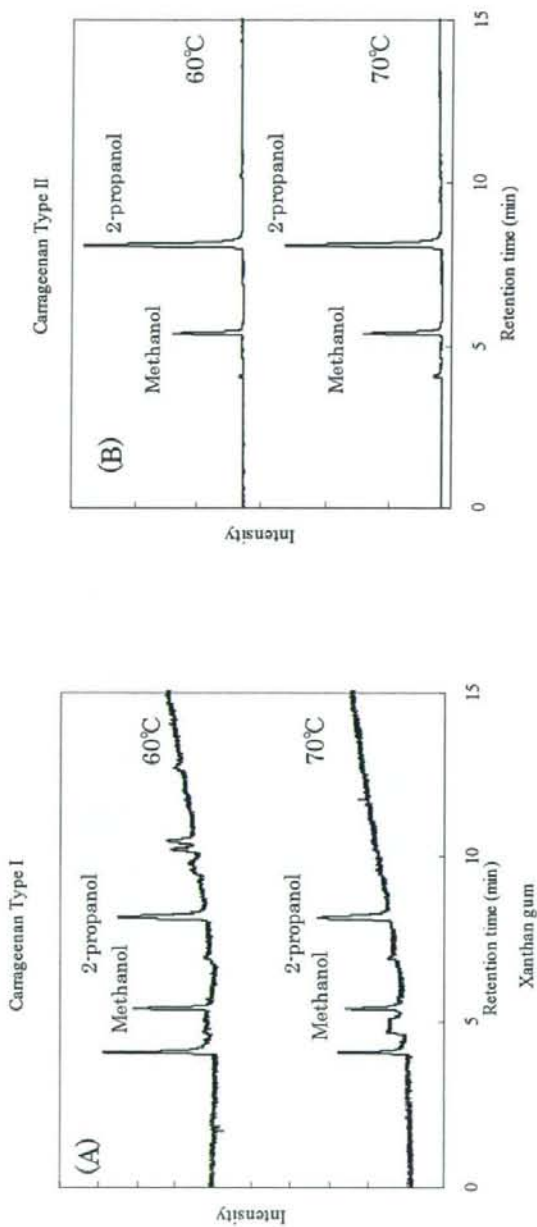 Carrageenan Type I
(A)
60℃
Methanol
2-propanol
70℃
Methanol
2-propanol
Intensity
0
5
10
15
Retention time (min)
Xanthan gum
Carrageenan Type II
(B)
60℃
Methanol
2-propanol
70℃
Methanol
2-propanol
Intensity
0
5
10
15
Retention time (min)